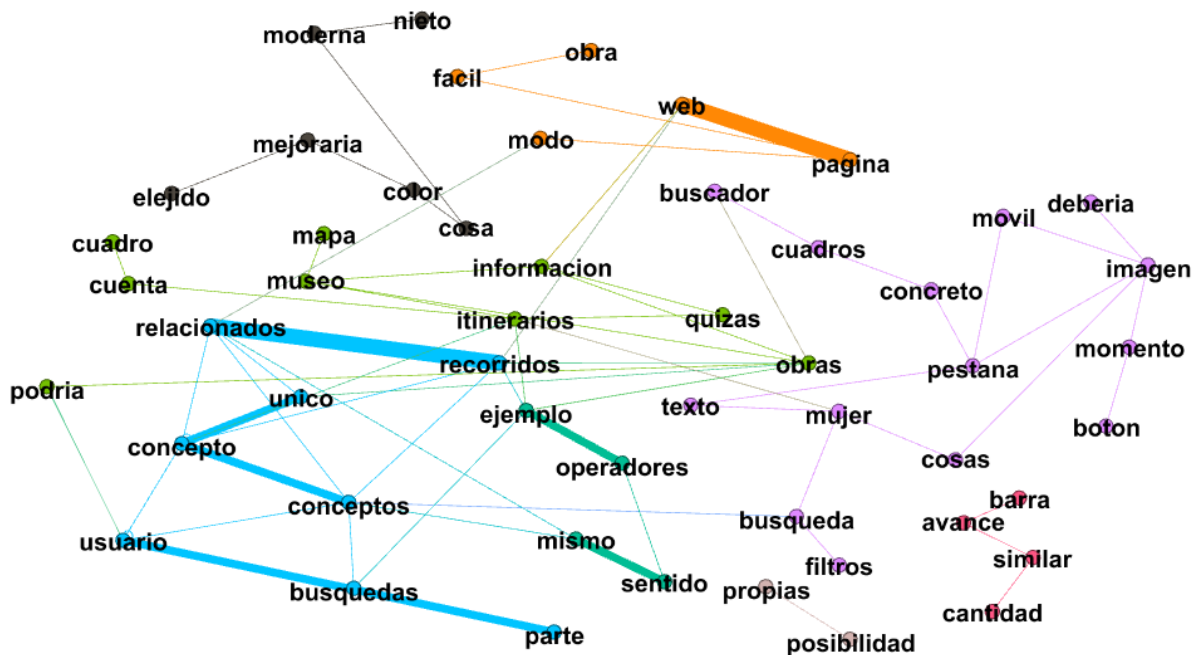 nieto
moderna
obra
facil
web
modo
mejoraria
pagina
elejido
color
buscador
deberia
movil
cosa
mapa
cuadro
cuadros
informacion
imagen
museo
cuenta
concreto
itinerarios
quizas
relacionados
momento
recorridos
obras
pestana
podria
unico
texto
mujer
ejemplo
boton
concepto
cosas
operadores
barra
conceptos
busqueda
avance
usuario
mismo
similar
filtros
sentido
propias
busquedas
cantidad
parte
posibilidad